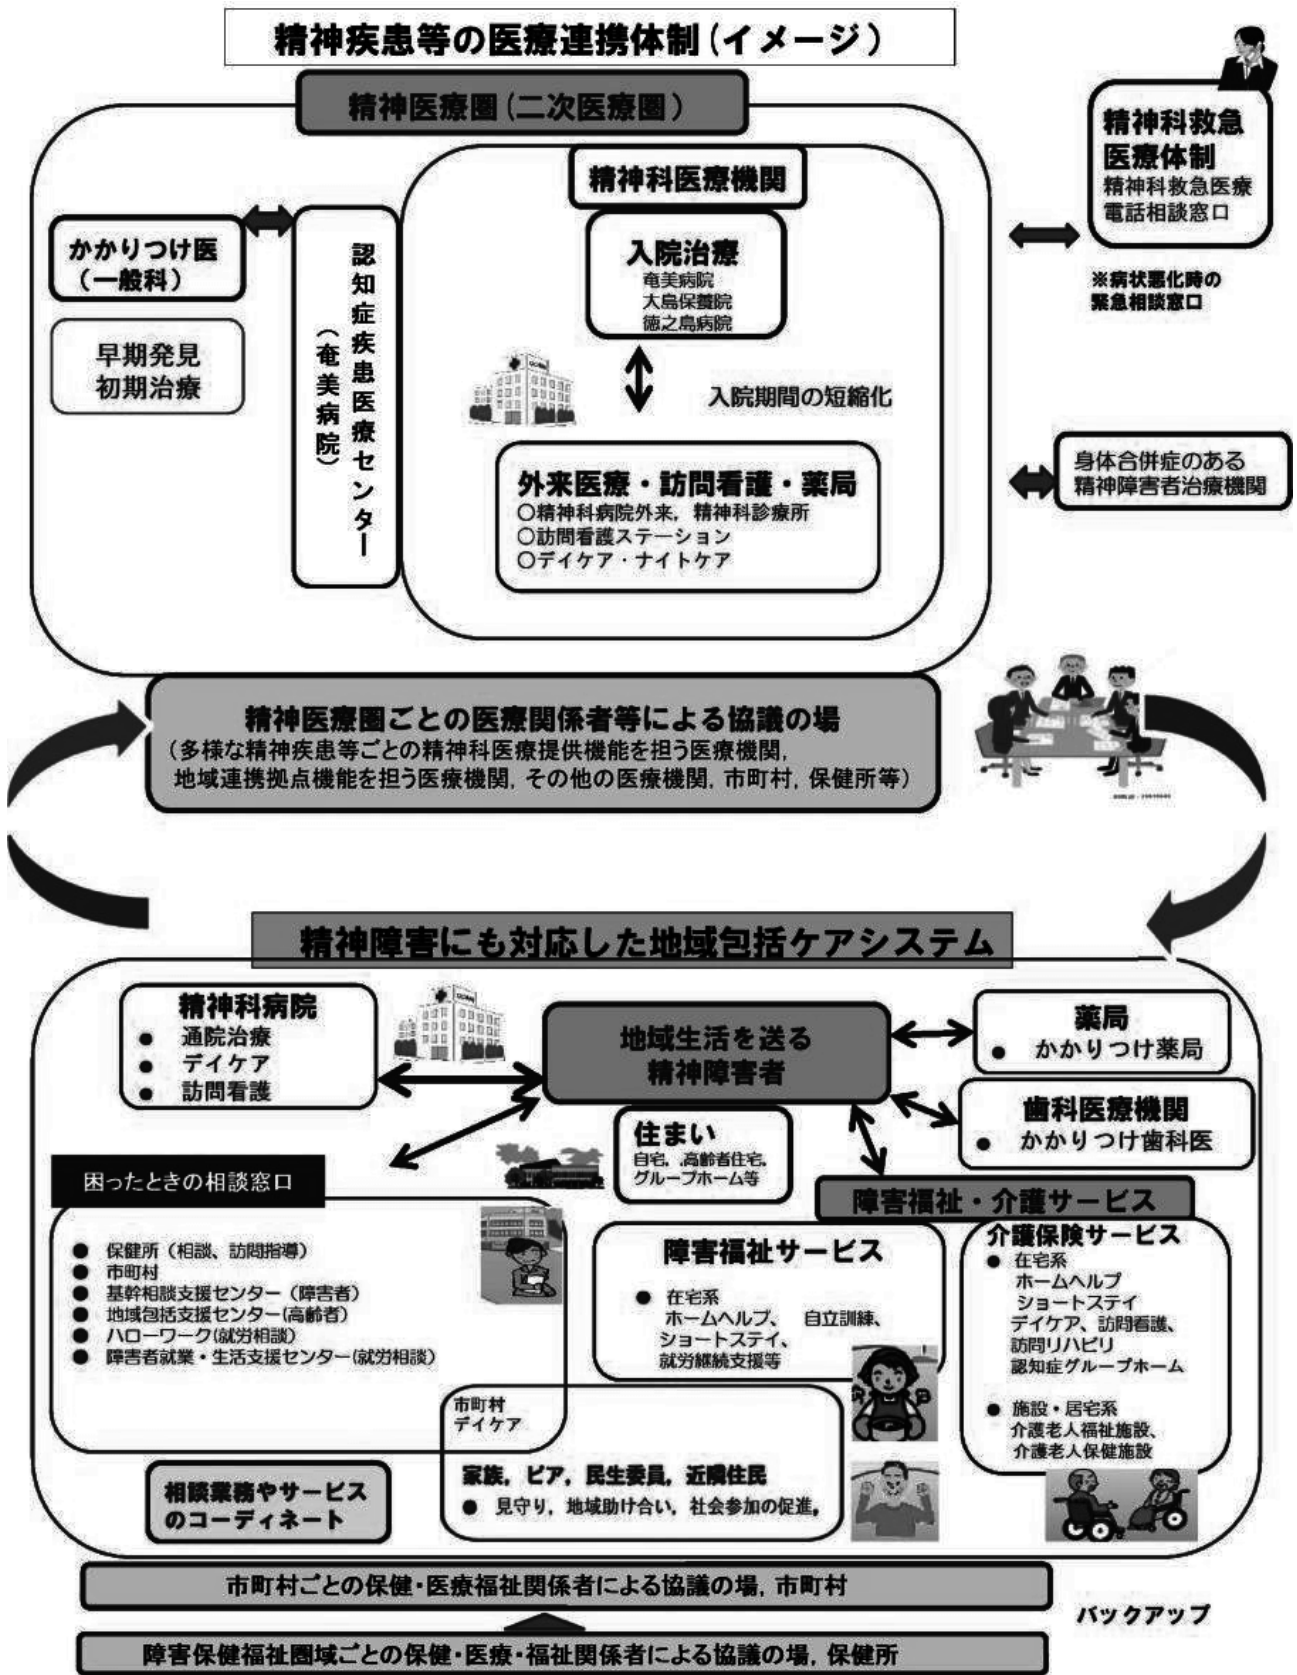 精神疾患等の医療連携体制(イメージ)
精神医療圏(二次医療圏)
精神科救急
医療体制
精神科救急医療
電話相談窓口
※病状悪化時の
緊急相談窓口
かかりつけ医
(一般科)
早期発見
初期治療
認知症疾患医療センター
(奄美病院)
精神科医療機関
入院治療
奄美病院
大島保養院
徳之島病院
入院期間の短縮化
外来医療・訪問看護・薬局
○精神科病院外来,精神科診療所
○訪問看護ステーション
○デイケア・ナイトケア
身体合併症のある
精神障害者治療機関
精神医療圏ごとの医療関係者等による協議の場
(多様な精神疾患等ごとの精神科医療提供機能を担う医療機関,
地域連携拠点機能を担う医療機関,その他の医療機関,市町村,保健所等)
精神障害にも対応した地域包括ケアシステム
精神科病院
● 通院治療
● デイケア
● 訪問看護
地域生活を送る
精神障害者
薬局
● かかりつけ薬局
歯科医療機関
● かかりつけ歯科医
住まい
自宅、高齢者住宅、
グループホーム等
困ったときの相談窓口
● 保健所(相談、訪問指導)
● 市町村
● 基幹相談支援センター(障害者)
● 地域包括支援センター(高齢者)
● ハローワーク(就労相談)
● 障害者就業・生活支援センター(就労相談)
障害福祉・介護サービス
障害福祉サービス
● 在宅系
ホームヘルプ、 自立訓練、
ショートステイ、
就労継続支援等
介護保険サービス
● 在宅系
ホームヘルプ
ショートステイ
デイケア、訪問看護、
訪問リハビリ
認知症グループホーム
● 施設・居宅系
介護老人福祉施設、
介護老人保健施設
市町村
デイケア
家族,ピア,民生委員,近隣住民
● 見守り,地域助け合い,社会参加の促進,
相談業務やサービス
のコーディネート
市町村ごとの保健・医療福祉関係者による協議の場,市町村
バックアップ
障害保健福祉圏域ごとの保健・医療・福祉関係者による協議の場,保健所